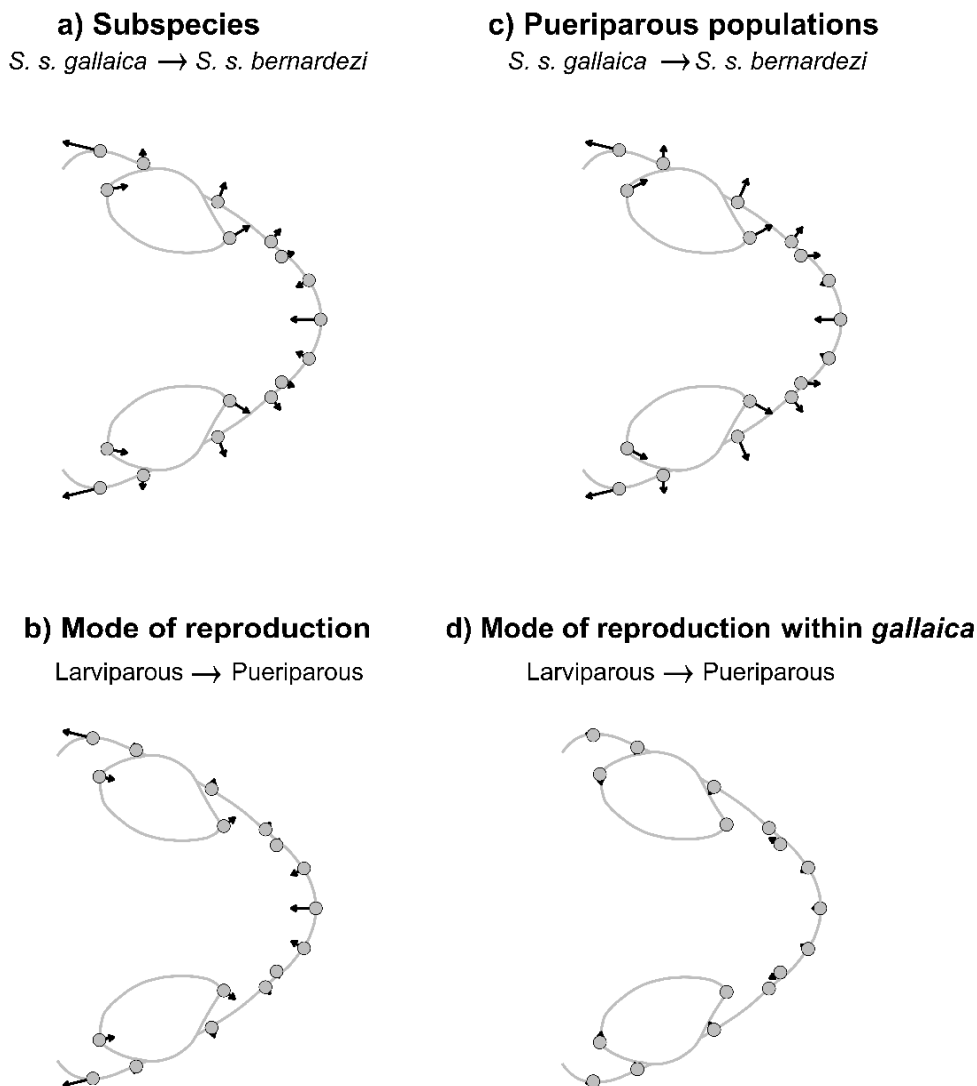 a) Subspecies
S. s. gallaica → S. s. bernardezi
c) Pueriparous populations
S. s. gallaica → S. s. bernardezi
b) Mode of reproduction
Larviparous → Pueriparous
d) Mode of reproduction within gallaica
Larviparous → Pueriparous